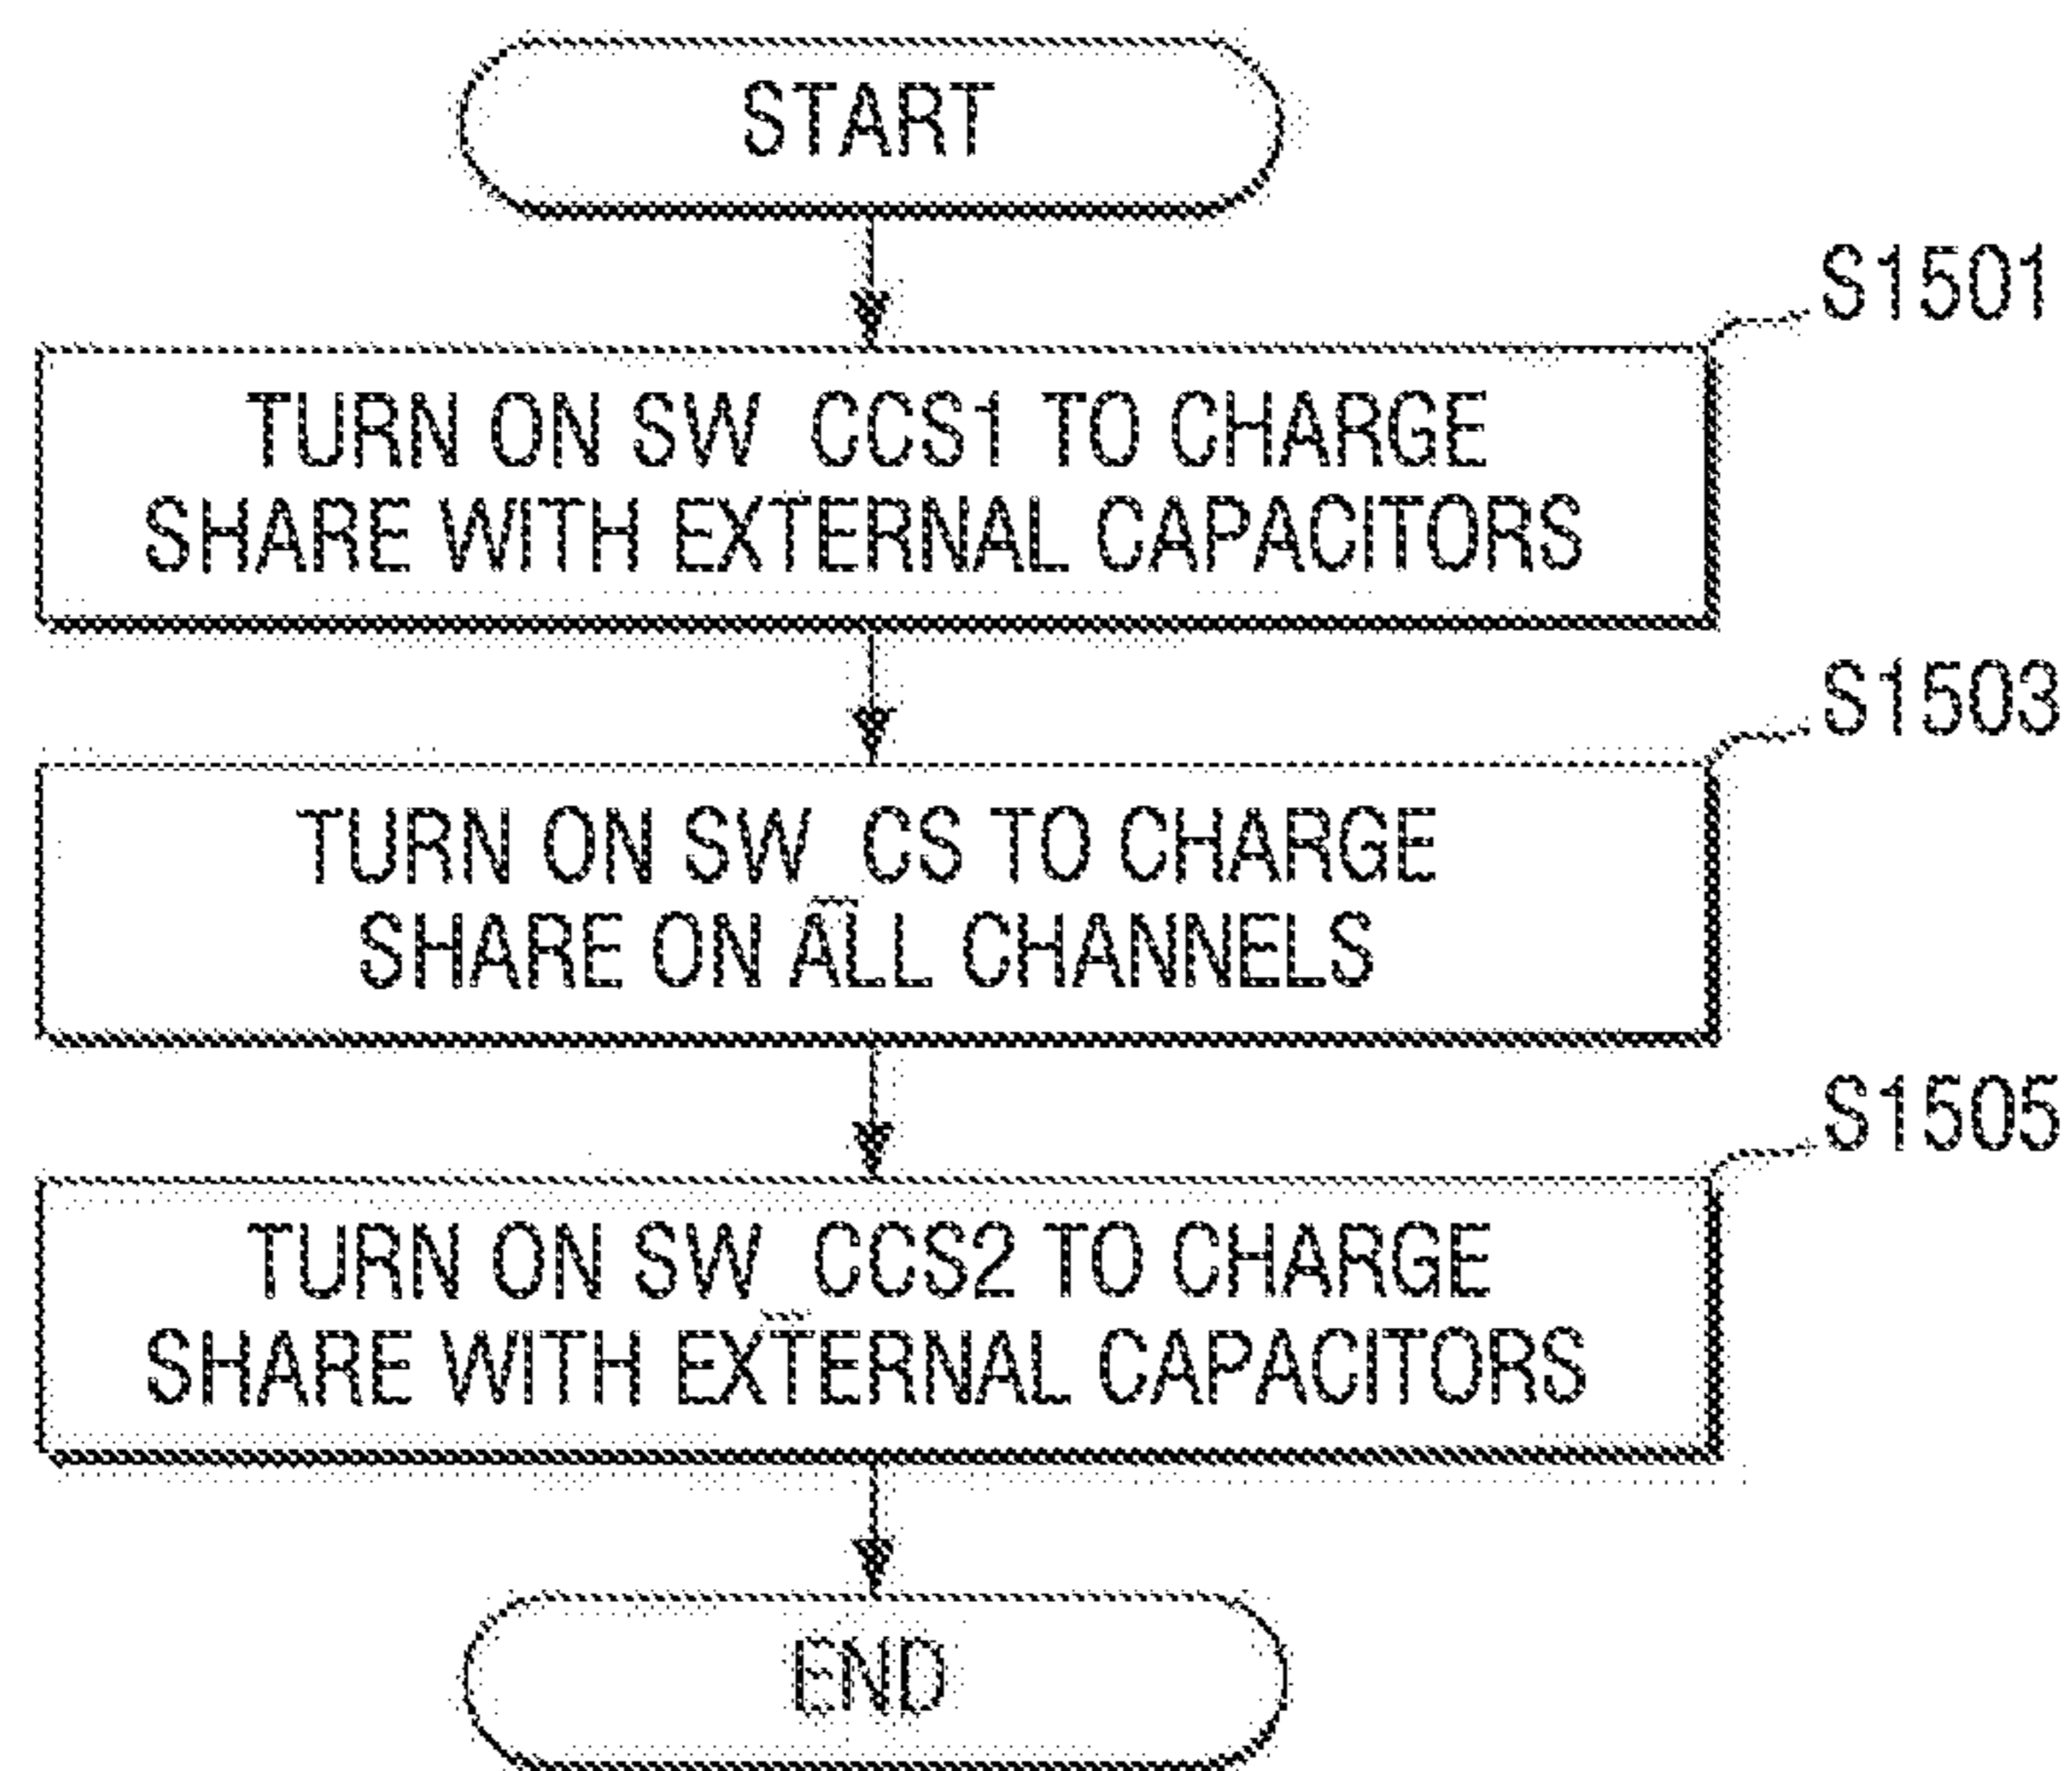 START
S1501
TURN ON SW_CCS1 TO CHARGE
SHARE WITH EXTERNAL CAPACITORS
S1503
TURN ON SW_CS TO CHARGE
SHARE ON ALL CHANNELS
S1505
TURN ON SW_CCS2 TO CHARGE
SHARE WITH EXTERNAL CAPACITORS
END